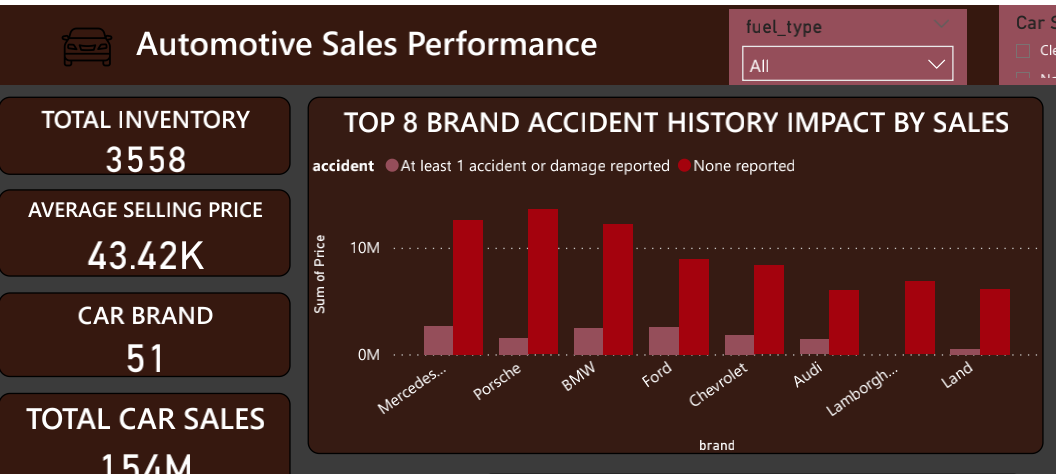 Automotive Sales Performance
fuel_type
All
Car S
Cle
TOTAL INVENTORY
3558
AVERAGE SELLING PRICE
43.42K
CAR BRAND
51
TOTAL CAR SALES
154M
TOP 8 BRAND ACCIDENT HISTORY IMPACT BY SALES
accident At least 1 accident or damage reported None reported
Sum of Price
10M
0M
Mercedes...
Porsche
BMW
Ford
Chevrolet
Audi
Lamborgh...
Land
brand